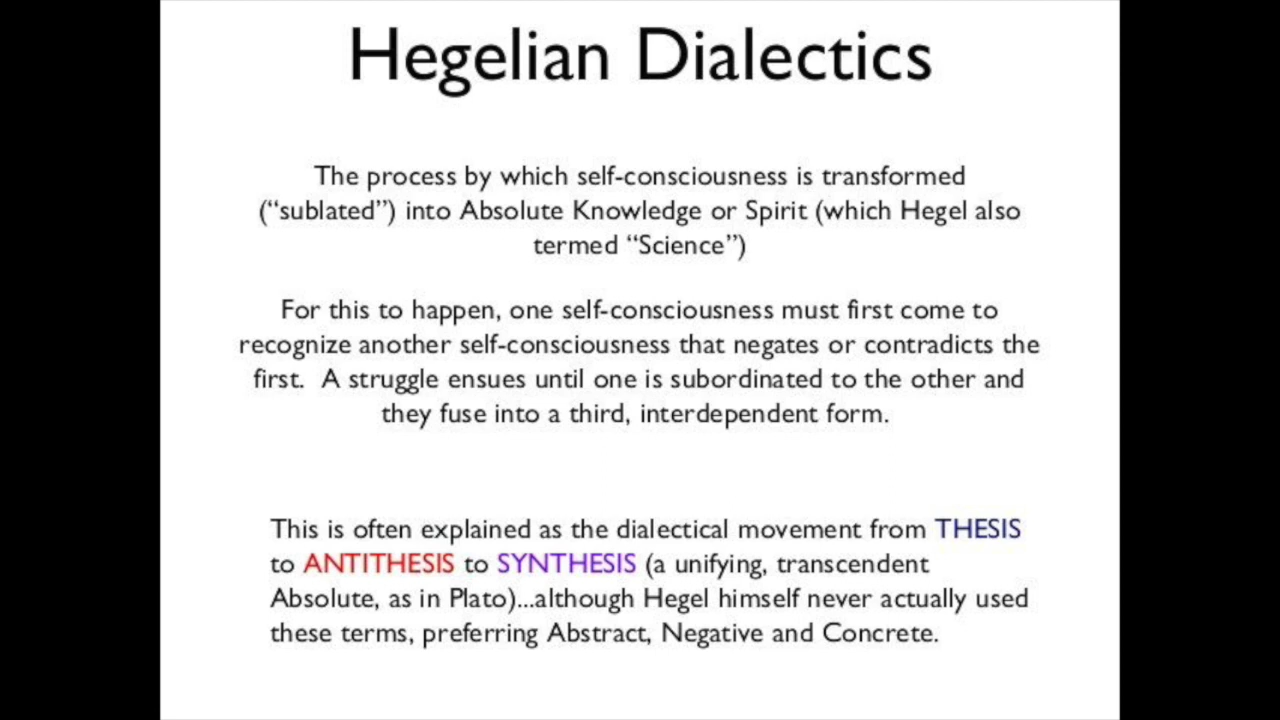 Hegelian Dialectics
The process by which self-consciousness is transformed
(“sublated”) into Absolute Knowledge or Spirit (which Hegel also
termed “Science”)
For this to happen, one self-consciousness must first come to
recognize another self-consciousness that negates or contradicts the
first.  A struggle ensues until one is subordinated to the other and
they fuse into a third, interdependent form.
This is often explained as the dialectical movement from THESIS
to ANTITHESIS to SYNTHESIS (a unifying, transcendent
Absolute, as in Plato)...although Hegel himself never actually used
these terms, preferring Abstract, Negative and Concrete.